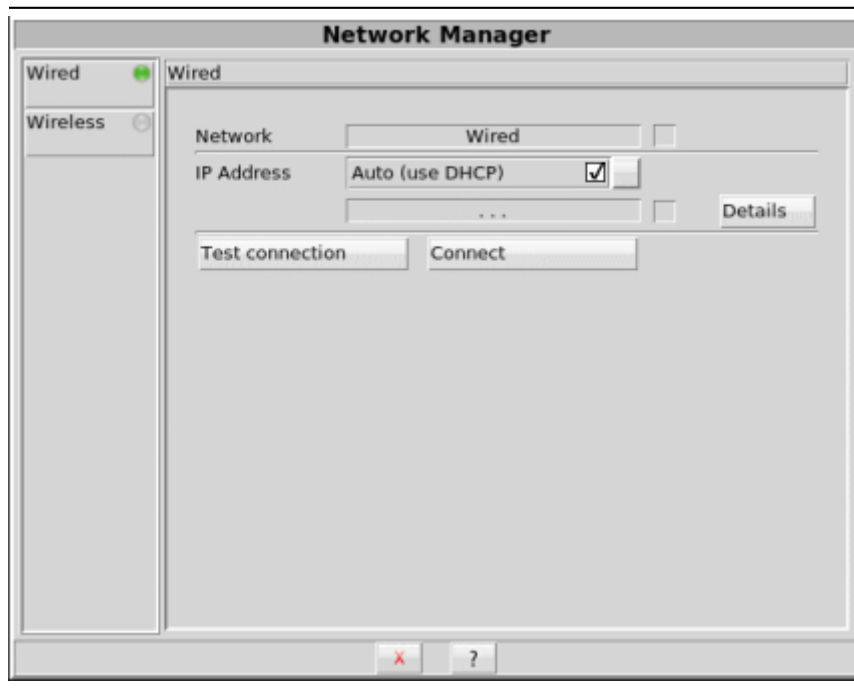 Network Manager
Wired
Wireless
Wired
Network Wired
IP Address Auto (use DHCP)
. . . Details
Test connection Connect
X ?